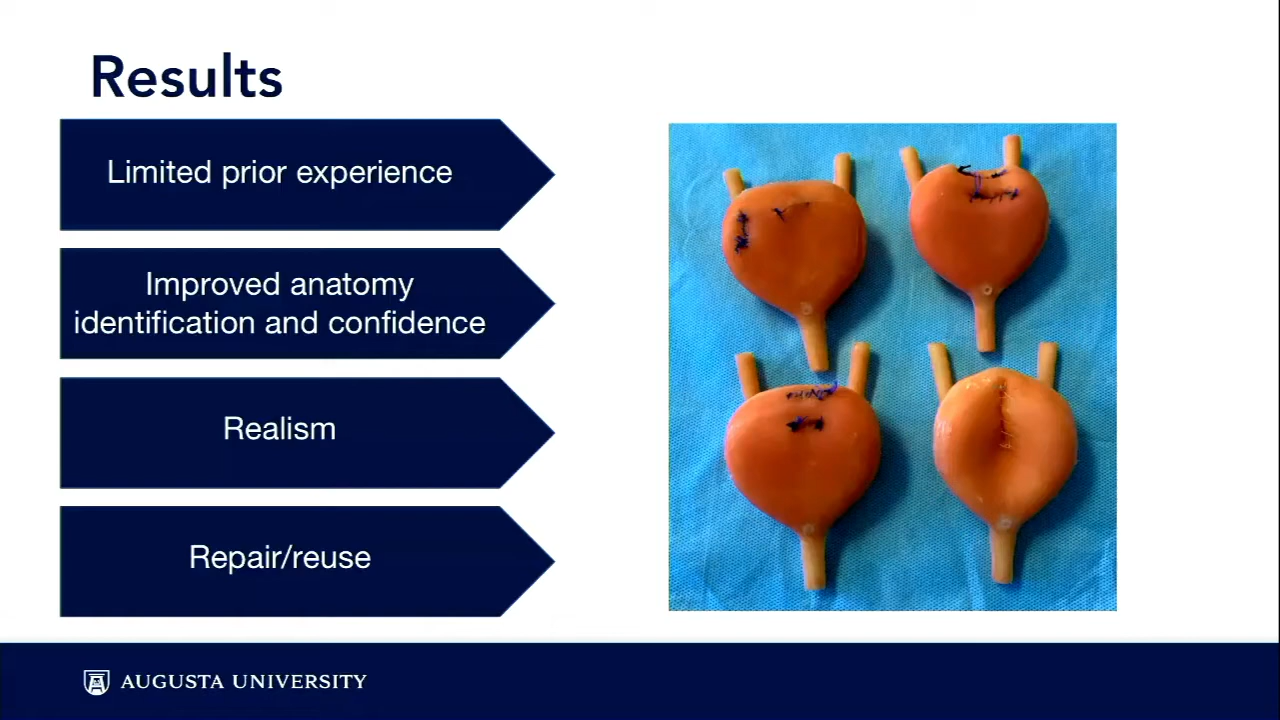 Results
Limited prior experience
Improved anatomy
identification and confidence
Realism
Repair/reuse
AUGUSTA UNIVERSITY